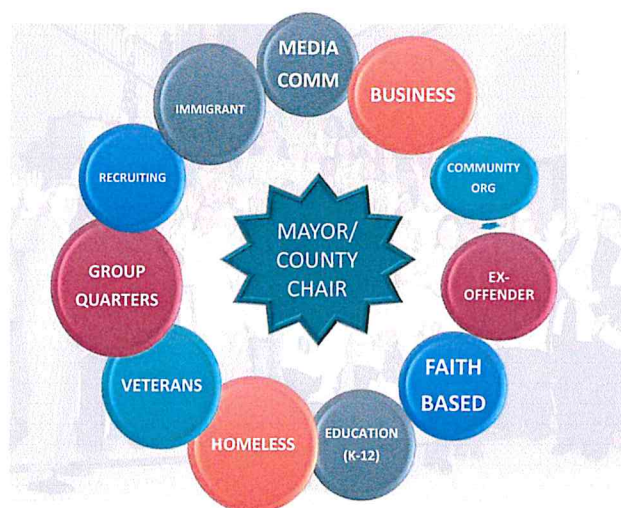 MEDIA
COMM
BUSINESS
COMMUNITY
ORG
EX-
OFFENDER
FAITH
BASED
EDUCATION
(K-12)
HOMELESS
VETERANS
GROUP
QUARTERS
RECRUITING
IMMIGRANT
MAYOR/
COUNTY
CHAIR